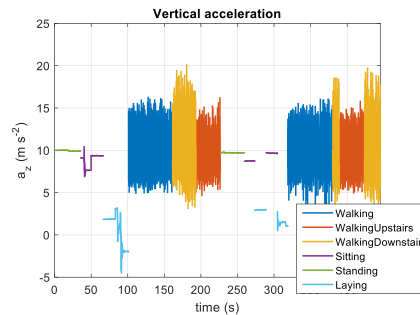 Vertical acceleration
25
20
15
10
5
0
-5
a_z (m s^-2)
0 50 100 150 200 250 300
time (s)
Walking
WalkingUpstairs
WalkingDownstair
Sitting
Standing
Laying